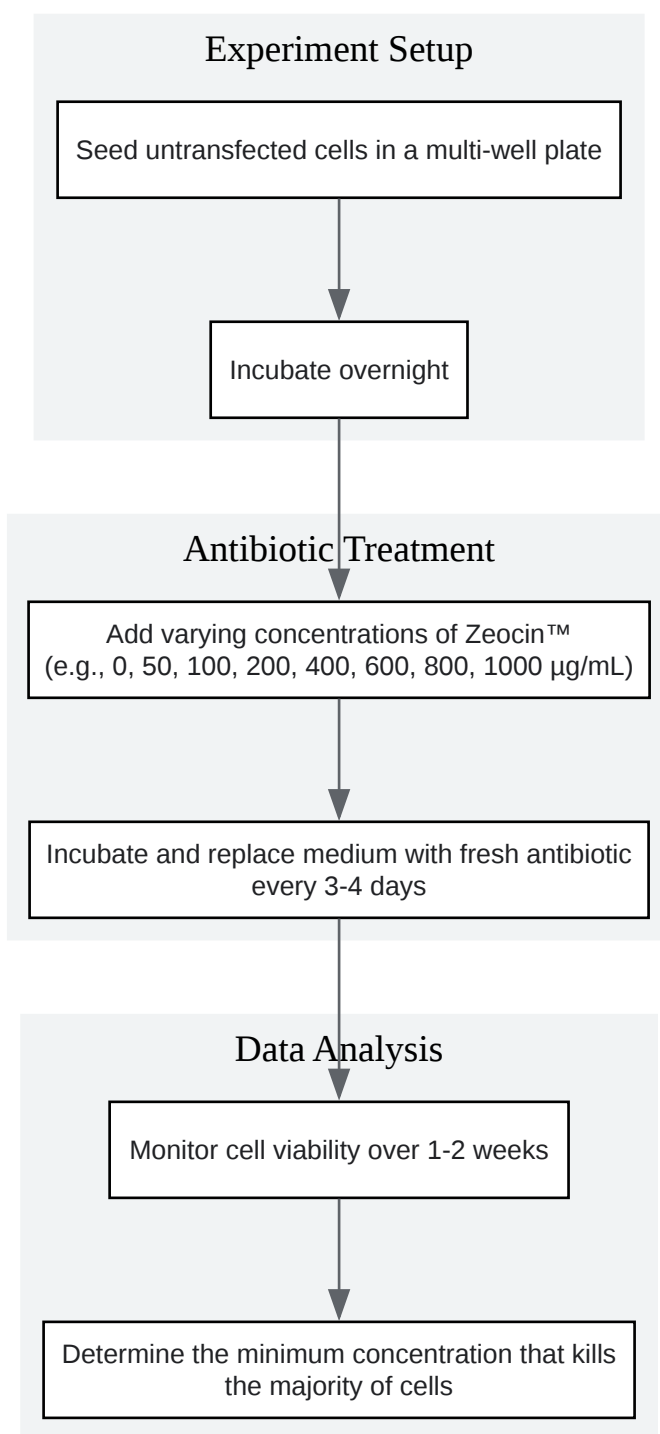 Experiment Setup
Seed untransfected cells in a multi-well plate
Incubate overnight
Antibiotic Treatment
Add varying concentrations of Zeocin™
(e.g., 0, 50, 100, 200, 400, 600, 800, 1000 µg/mL)
Incubate and replace medium with fresh antibiotic
every 3-4 days
Data Analysis
Monitor cell viability over 1-2 weeks
Determine the minimum concentration that kills
the majority of cells